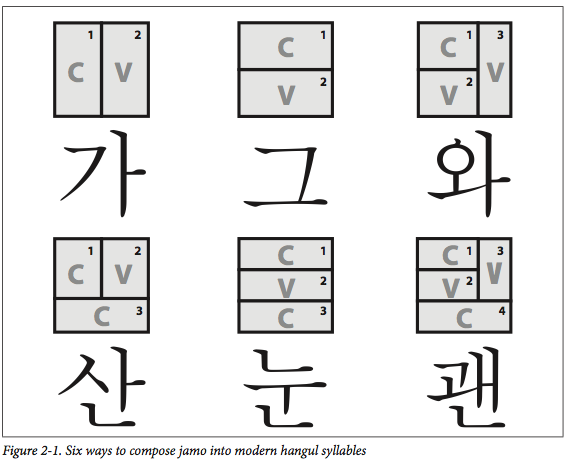 1 2 1 1 3
C V C C V
V 2 V 2
가 그 와
1 2 C 1 C 1 3
C V V 2 V 2 V
C 3 C 3 C 4
산 눈 괜
Figure 2-1. Six ways to compose jamo into modern hangul syllables